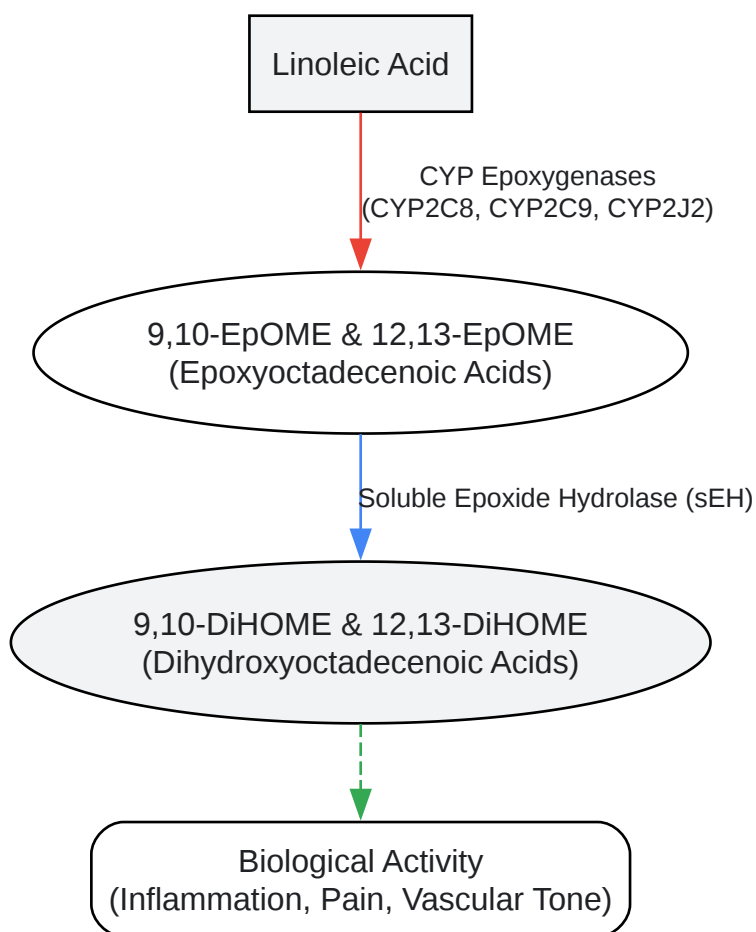 Linoleic Acid
CYP Epoxygenases
(CYP2C8, CYP2C9, CYP2J2)
9,10-EpOME & 12,13-EpOME
(Epoxyoctadecenoic Acids)
Soluble Epoxide Hydrolase (sEH)
9,10-DiHOME & 12,13-DiHOME
(Dihydroxyoctadecenoic Acids)
Biological Activity
(Inflammation, Pain, Vascular Tone)